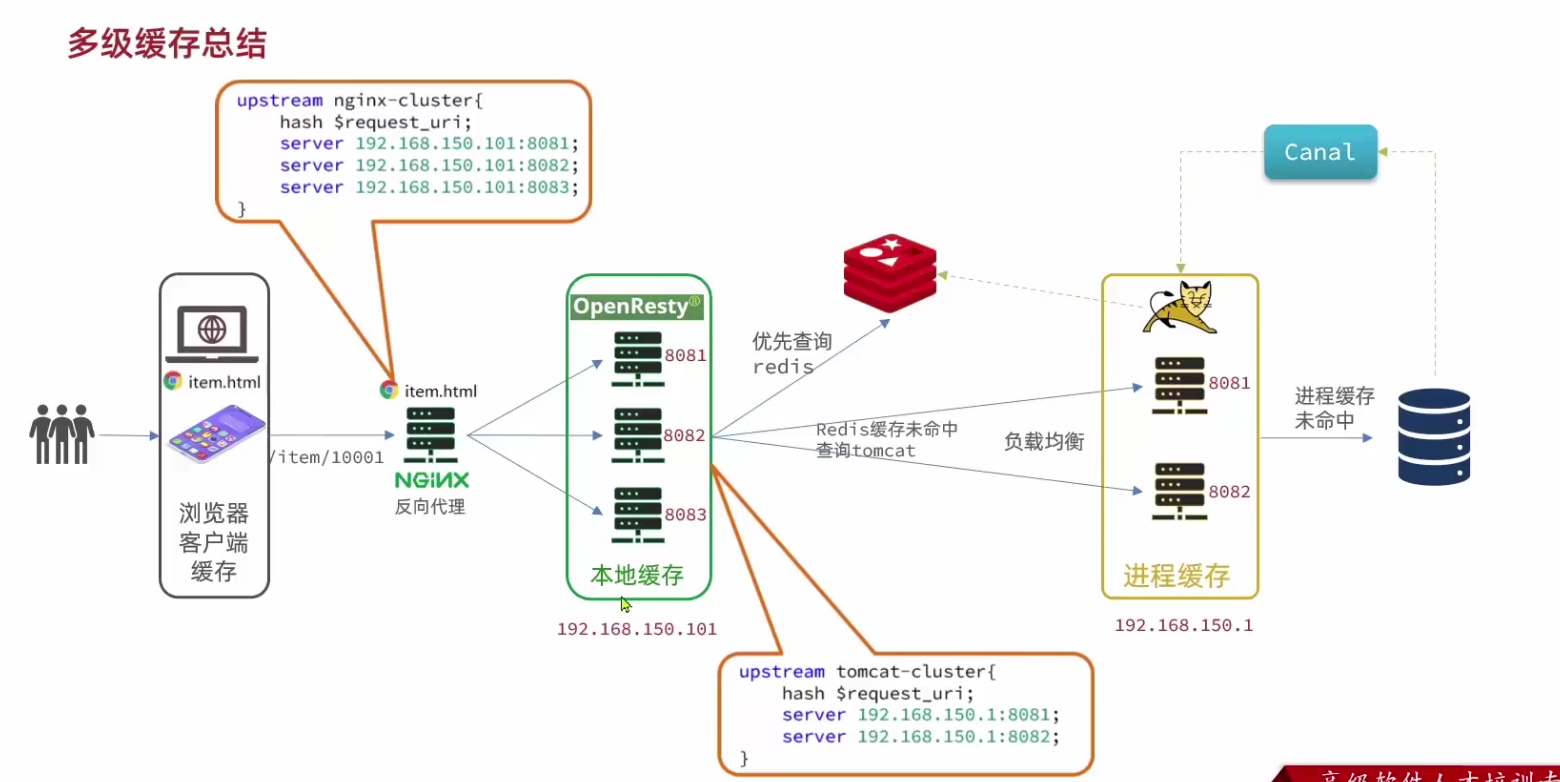 多级缓存总结
upstream nginx-cluster{
hash $request_uri;
server 192.168.150.101:8081;
server 192.168.150.101:8082;
server 192.168.150.101:8083;
}
Canal
OpenResty®
item.html
item.html
/item/10001
NGINX
反向代理
浏览器
客户端
缓存
8081
8082
8083
本地缓存
192.168.150.101
优先查询
redis
Redis缓存未命中
查询tomcat
负载均衡
8081
8082
进程缓存
192.168.150.1
进程缓存
未命中
upstream tomcat-cluster{
hash $request_uri;
server 192.168.150.1:8081;
server 192.168.150.1:8082;
}
高级软件人才培训专